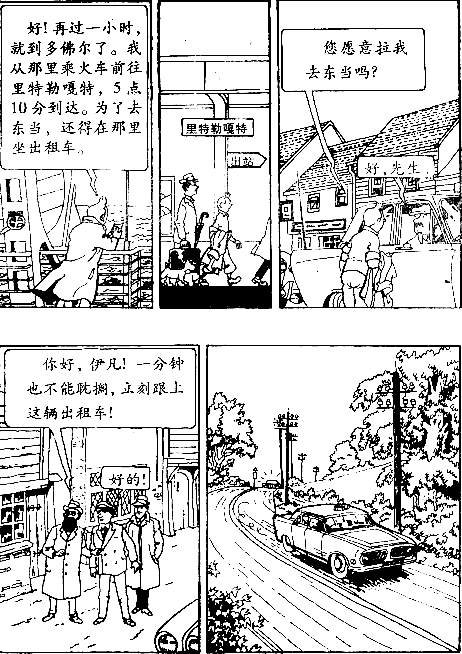 好！再过一小时，
就到多佛尔了。我
从那里乘火车前往
里特勒嘎特，5点
10分到达。为了去
东当，还得在那里
坐出租车。
里特勒嘎特
出站
您愿意拉我
去东当吗？
好，先生。
你好，伊凡！一分钟
也不能耽搁，立刻跟上
这辆出租车！
好的！